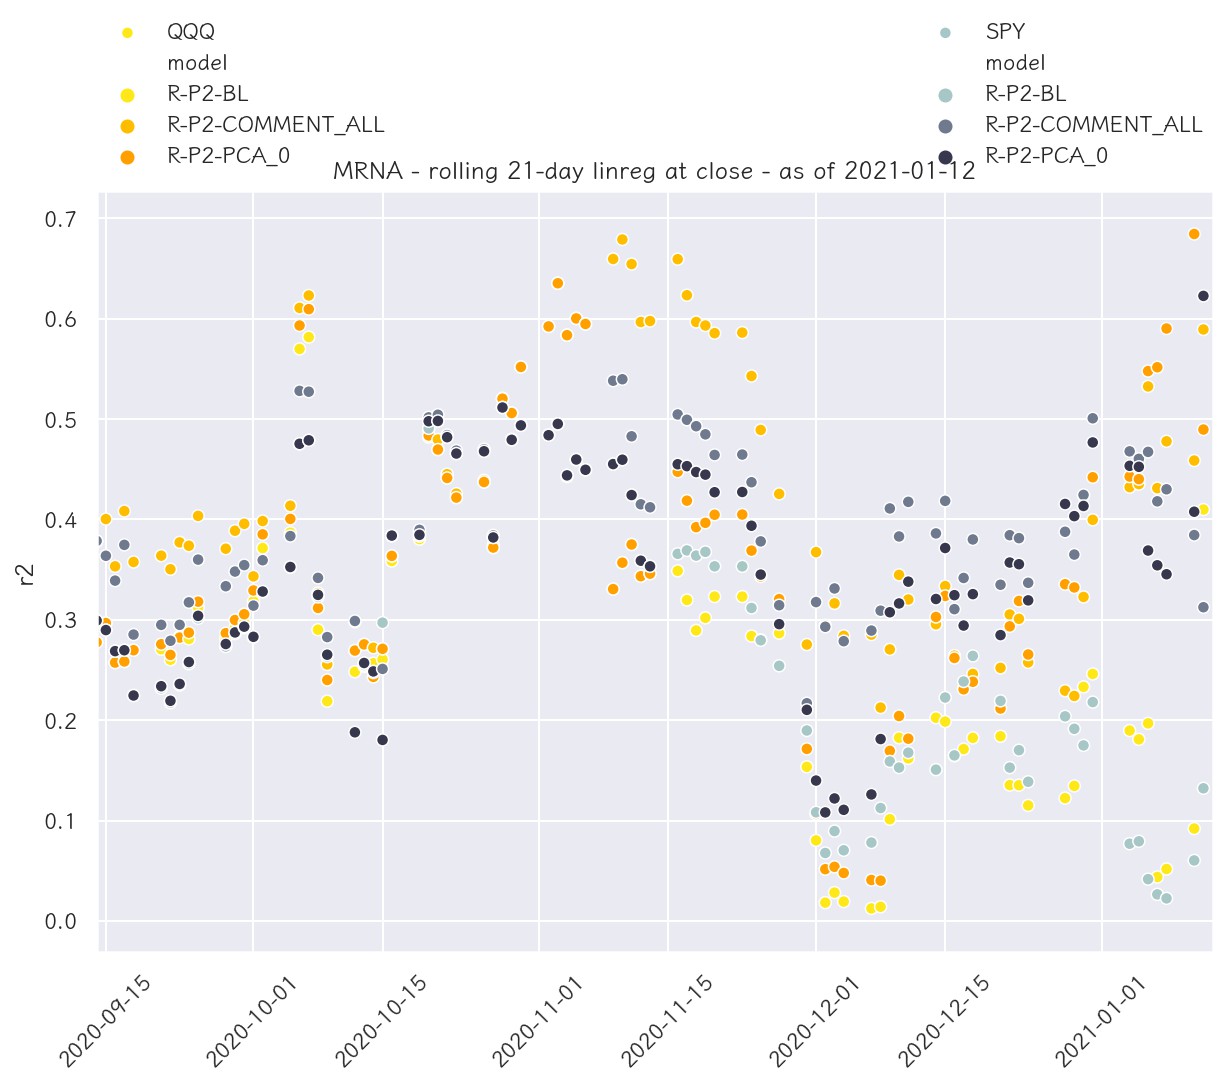 QQQ
model
R-P2-BL
R-P2-COMMENT_ALL
R-P2-PCA_0
SPY
model
R-P2-BL
R-P2-COMMENT_ALL
R-P2-PCA_0
MRNA - rolling 21-day linreg at close - as of 2021-01-12
0.7
0.6
0.5
0.4
0.3
0.2
0.1
0.0
r2
2020-09-15
2020-10-01
2020-10-15
2020-11-01
2020-11-15
2020-12-01
2020-12-15
2021-01-01